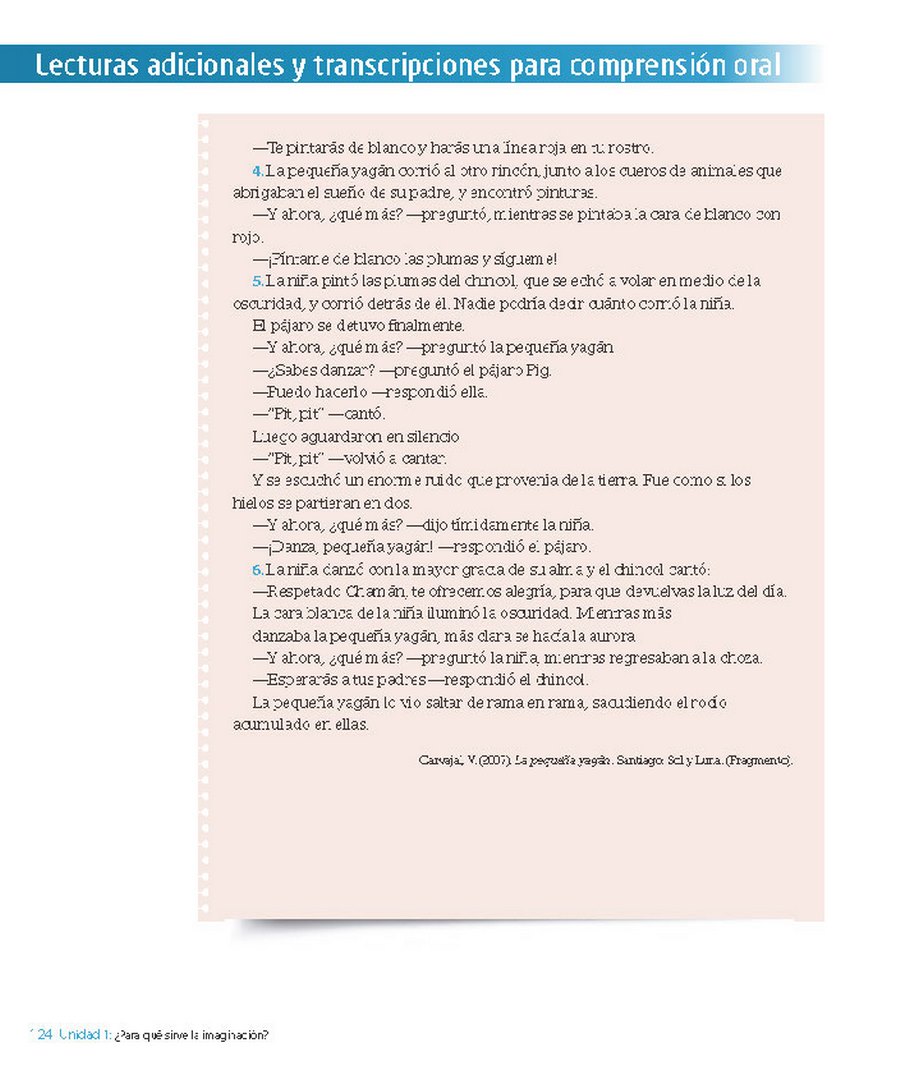 Lecturas adicionales y transcripciones para comprensión oral
—Te pintarás de blanco y harás una línea roja en tu rostro.
4. La pequeña yagán corrió al otro rincón, junto a los cueros de animales que
abrigaban el sueño de su padre, y encontró pinturas.
—Y ahora, ¿qué más? —preguntó, mientras se pintaba la cara de blanco con
rojo.
—¡Píntame de blanco las plumas y sígueme!
5. La niña pintó las plumas del chincol, que se echó a volar en medio de la
oscuridad, y corrió detrás de él. Nadie podría decir cuánto corrió la niña.
El pájaro se detuvo finalmente.
—Y ahora, ¿qué más? —preguntó la pequeña yagán
—¿Sabes danzar? —preguntó el pájaro Pig.
—Puedo hacerlo —respondió ella.
—"Pit, pit" —cantó.
Luego aguardaron en silencio
—"Pit, pit" —volvió a cantar.
Y se escuchó un enorme ruido que provenía de la tierra. Fue como si los
hielos se partieran en dos.
—Y ahora, ¿qué más? —dijo tímidamente la niña.
—¡Danza, pequeña yagán! —respondió el pájaro.
6. La niña danzó con la mayor gracia de su alma y el chincol cantó:
—Respetado Chamán, te ofrecemos alegría, para que devuelvas la luz del día.
La cara blanca de la niña iluminó la oscuridad. Mientras más
danzaba la pequeña yagán, más clara se hacía la aurora
—Y ahora, ¿qué más? —preguntó la niña, mientras regresaban a la choza.
—Esperarás a tus padres —respondió el chincol.
La pequeña yagán lo vio saltar de rama en rama, sacudiendo el rocío
acumulado en ellas.
Carvajal, V. (2007). La pequeña yagán. Santiago: Sol y Luna. (Fragmento).
124 Unidad 1: ¿Para qué sirve la imaginación?